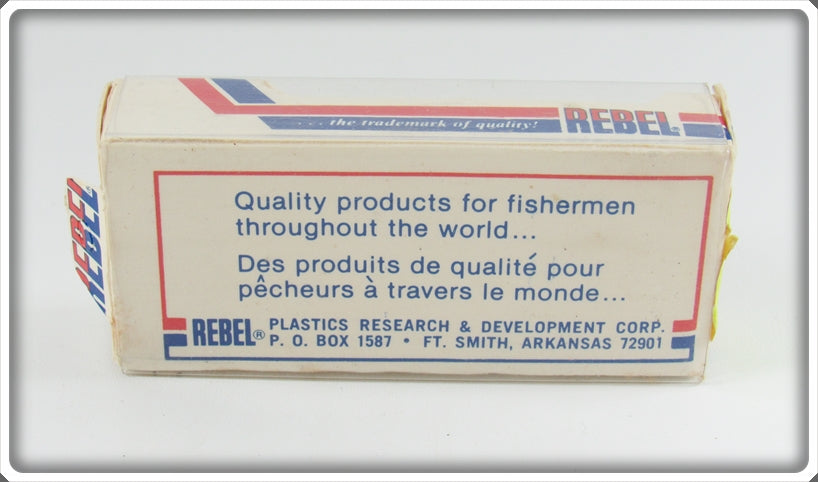 .... the trademark of quality! REBEL®
Quality products for fishermen
throughout the world...
Des produits de qualité pour
pêcheurs à travers le monde...
REBEL® PLASTICS RESEARCH & DEVELOPMENT CORP.
P. O. BOX 1587 • FT. SMITH, ARKANSAS 72901
REBEL